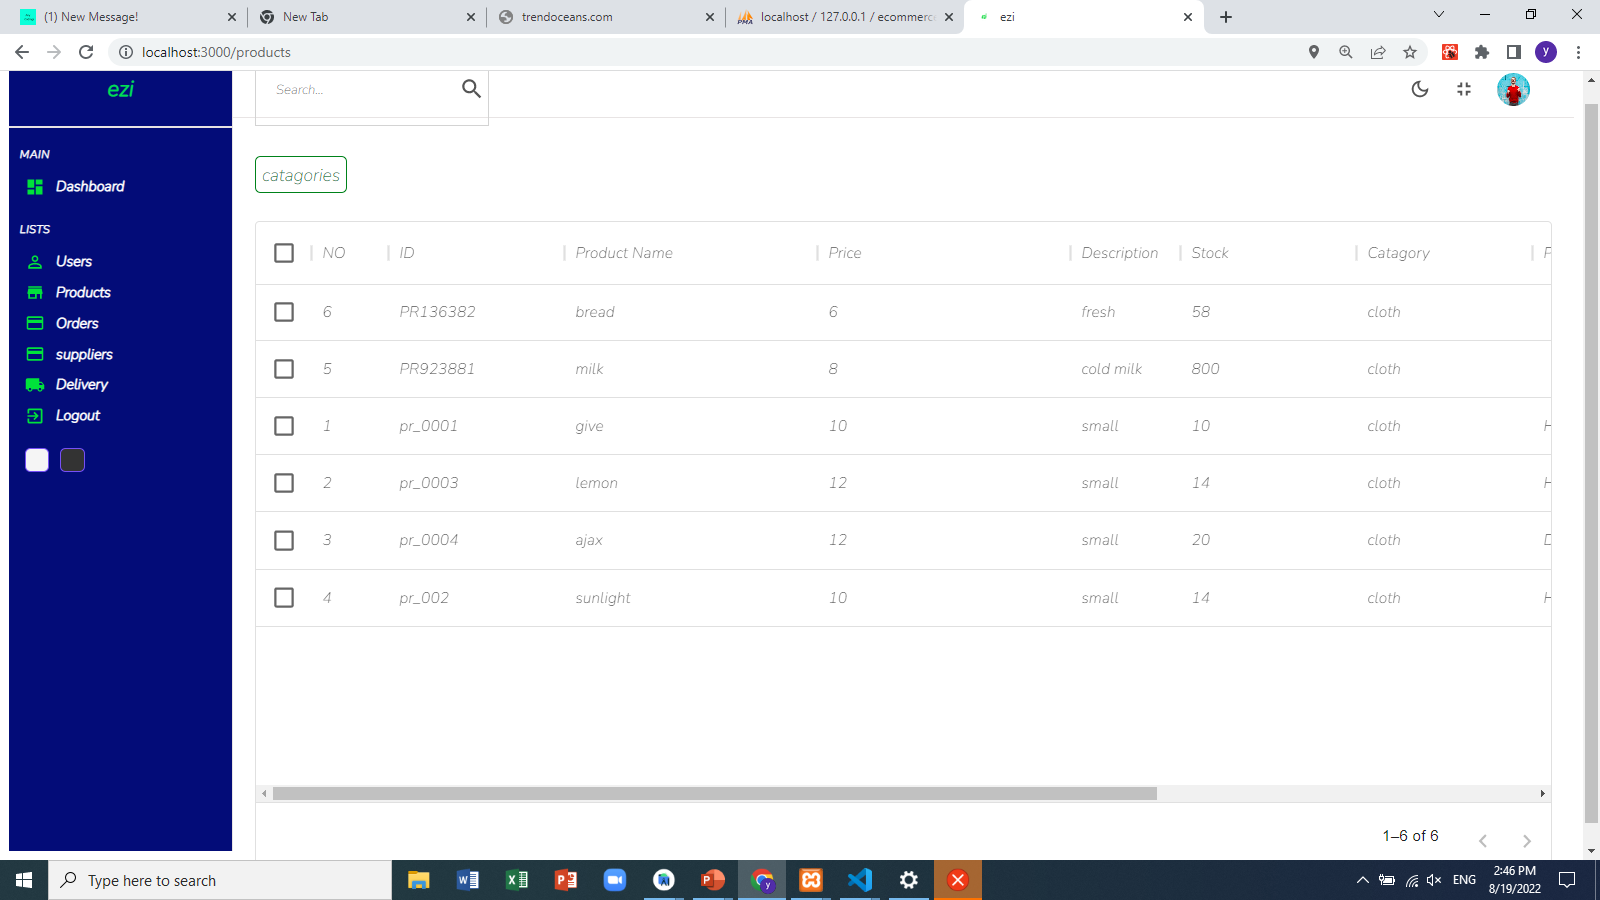 (1) New Message!
New Tab
trendoceans.com
localhost / 127.0.0.1 / ecommerc
ezi
localhost:3000/products
y
ezi
Search...
MAIN
Dashboard
LISTS
Users
Products
Orders
suppliers
Delivery
Logout
catagories
NO ID Product Name Price Description Stock Catagory
6 PR136382 bread 6 fresh 58 cloth
5 PR923881 milk 8 cold milk 800 cloth
1 pr_0001 give 10 small 10 cloth
2 pr_0003 lemon 12 small 14 cloth
3 pr_0004 ajax 12 small 20 cloth
4 pr_002 sunlight 10 small 14 cloth
1–6 of 6
Type here to search
ENG
2:46 PM
8/19/2022